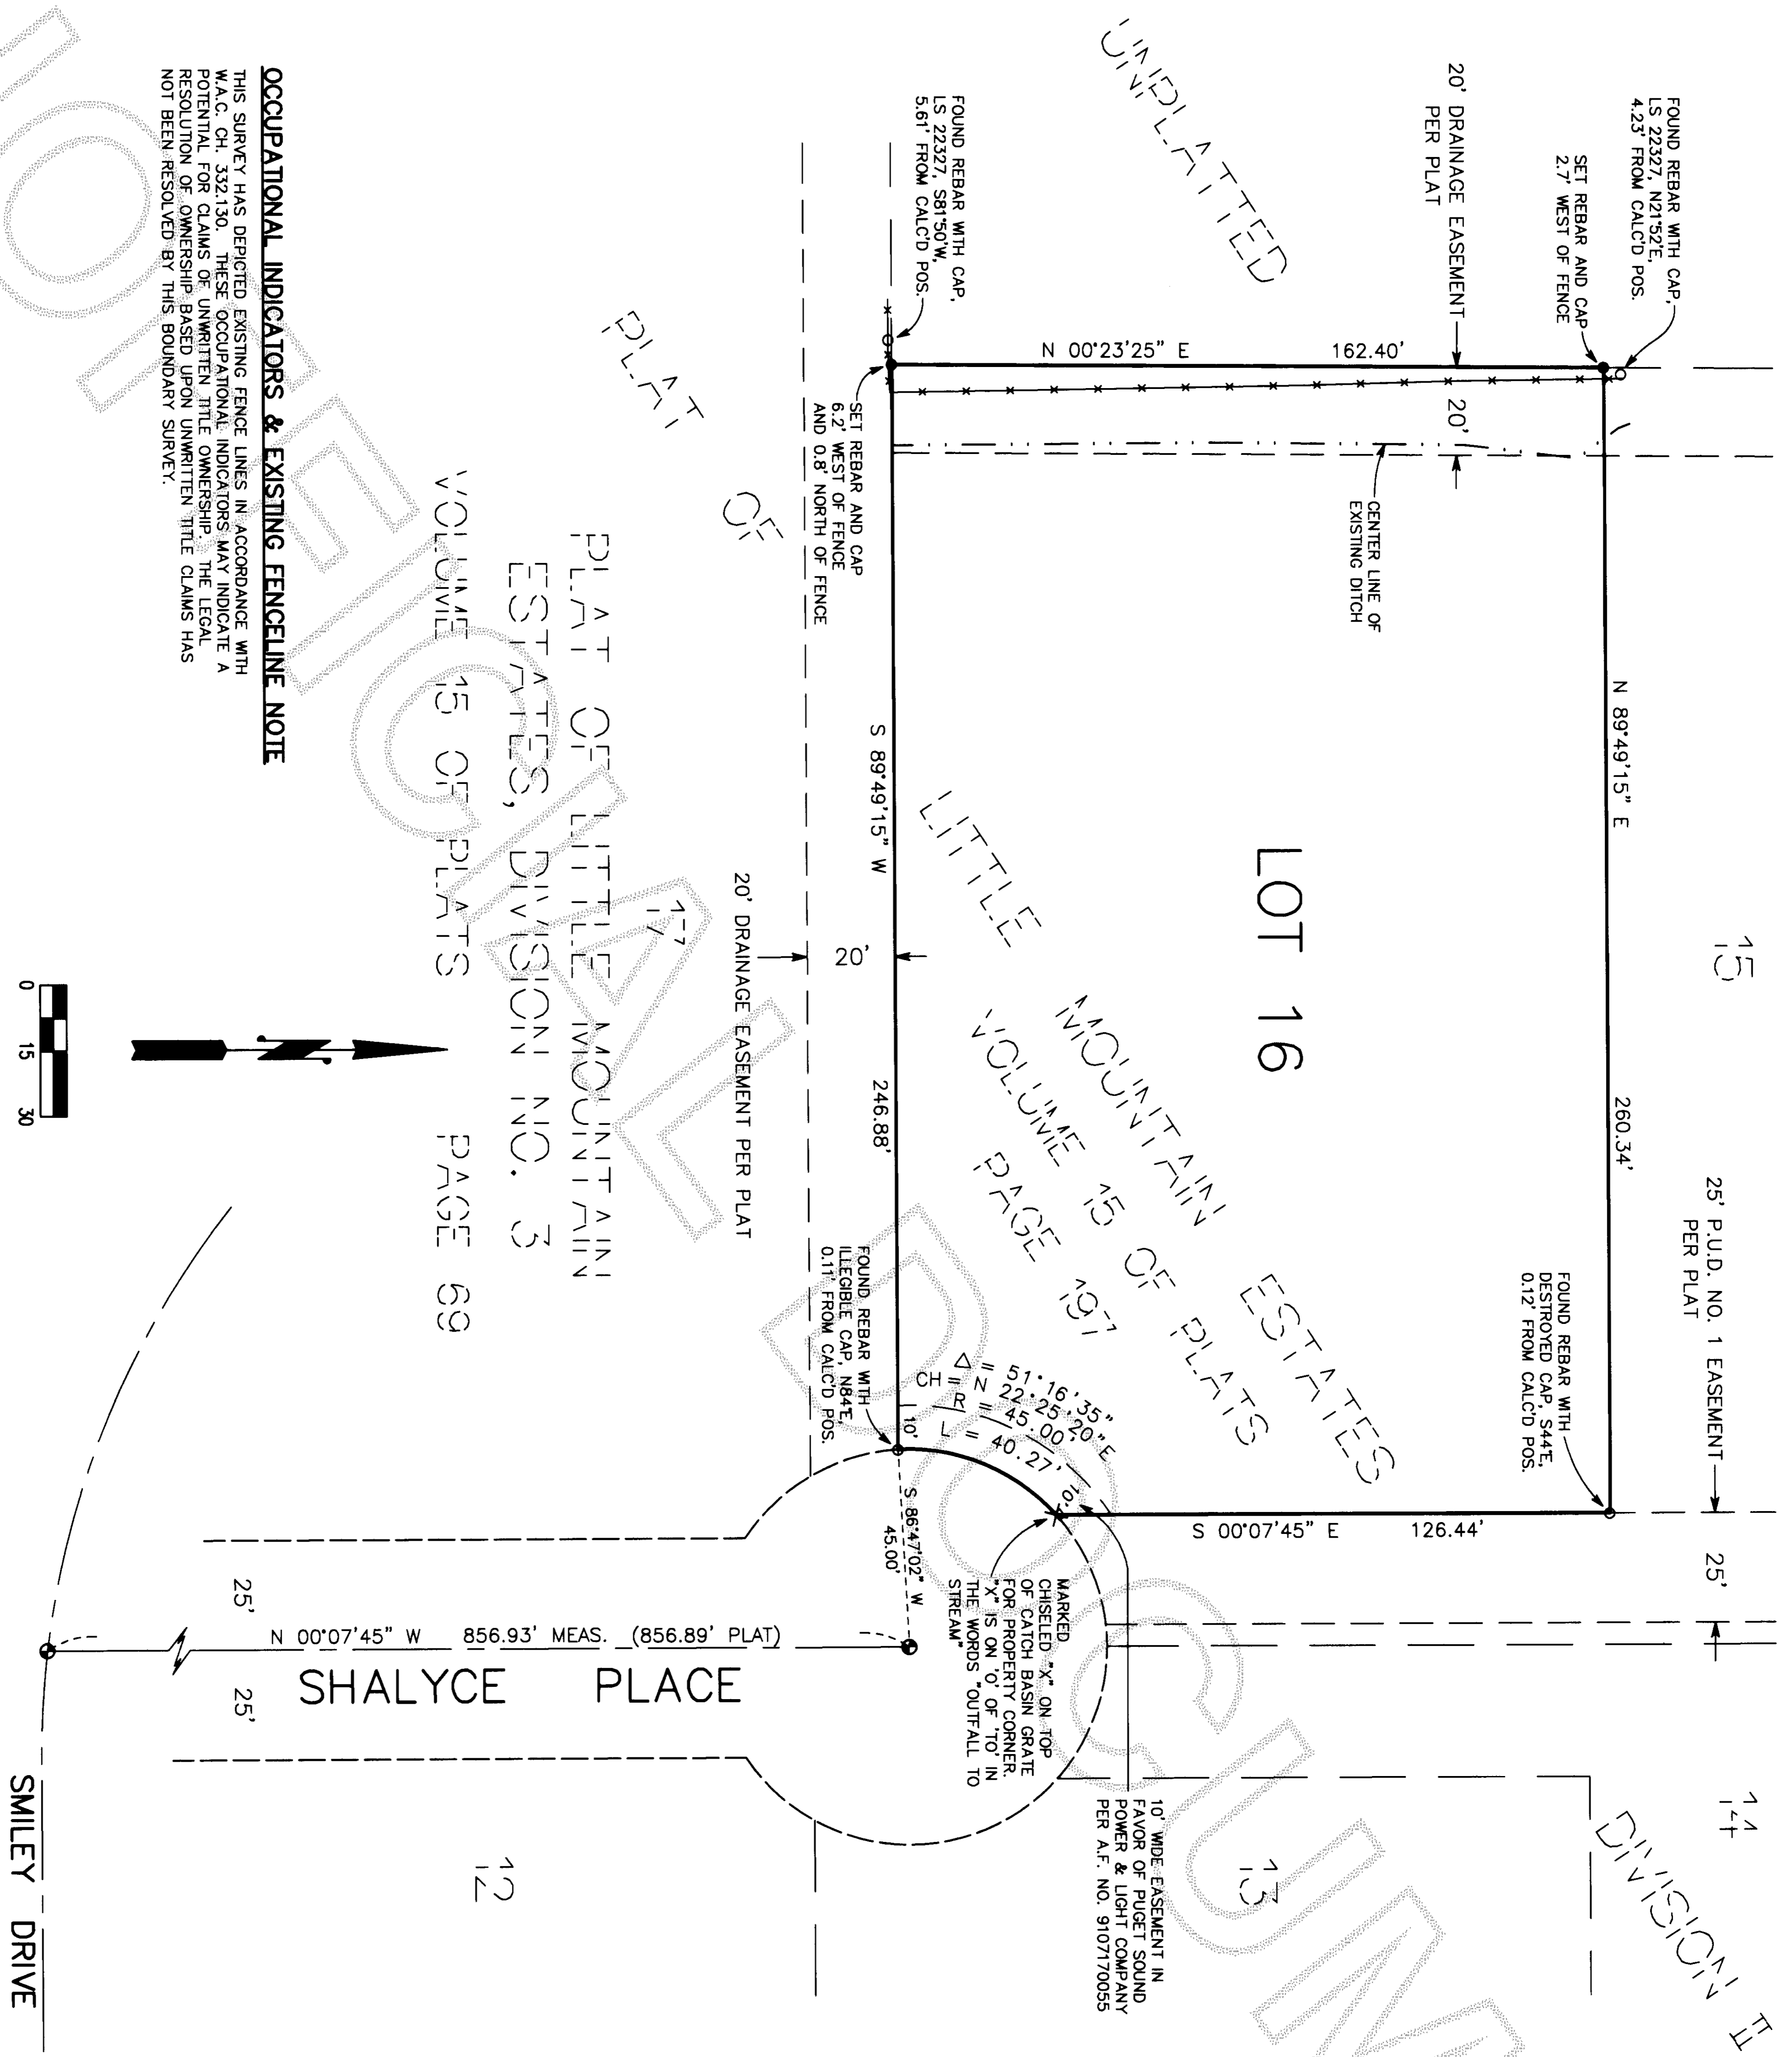 UNPLATTED
FOUND REBAR WITH CAP,
LS 22327, N21°52'E,
4.23' FROM CALC'D POS.
SET REBAR AND CAP
2.7' WEST OF FENCE
20' DRAINAGE EASEMENT
PER PLAT
20'
N 00°23'25" E 162.40'
FOUND REBAR WITH CAP,
LS 22327, S81°50'W,
5.61' FROM CALC'D POS.
SET REBAR AND CAP
6.2' WEST OF FENCE
AND 0.8' NORTH OF FENCE
CENTER LINE OF
EXISTING DITCH
N 89°49'15" E 260.34'
15
LOT 16
25' P.U.D. NO. 1 EASEMENT
PER PLAT
25'
FOUND REBAR WITH
DESTROYED CAP, S44°E,
0.12' FROM CALC'D POS.
S 00°07'45" E 126.44'
PLAT OF LITTLE MOUNTAIN ESTATES DIVISION II
VOLUME 15 OF PLATS
PAGE 197
S 89°49'15" W 246.88'
20'
20' DRAINAGE EASEMENT PER PLAT
17
PLAT OF LITTLE MOUNTAIN
ESTATES, DIVISION NO. 3
VOLUME 15 OF PLATS PAGE 69
FOUND REBAR WITH
ILLEGIBLE CAP, N84°E,
0.11' FROM CALC'D POS.
Δ = 51°16'35"
CH = N 22°25'20"E
R = 45.00'
L = 40.27'
10'
10'
S 86°47'02" W
45.00'
MARKED
CHISELED "X" ON TOP
OF CATCH BASIN GRATE
FOR PROPERTY CORNER.
"X" IS ON 'O' OF 'TO' IN
THE WORDS "OUTFALL TO
STREAM"
10' WIDE EASEMENT IN
FAVOR OF PUGET SOUND
POWER & LIGHT COMPANY
PER A.F. NO. 9107170055
14
13
12
25'
N 00°07'45" W 856.93' MEAS. (856.89' PLAT)
SHALYCE PLACE
25'
SMILEY DRIVE
OCCUPATIONAL INDICATORS & EXISTING FENCELINE NOTE
THIS SURVEY HAS DEPICTED EXISTING FENCE LINES IN ACCORDANCE WITH
W.A.C. CH. 332.130. THESE OCCUPATIONAL INDICATORS MAY INDICATE A
POTENTIAL FOR CLAIMS OF UNWRITTEN TITLE OWNERSHIP. THE LEGAL
RESOLUTION OF OWNERSHIP BASED UPON UNWRITTEN TITLE CLAIMS HAS
NOT BEEN RESOLVED BY THIS BOUNDARY SURVEY.
0 15 30